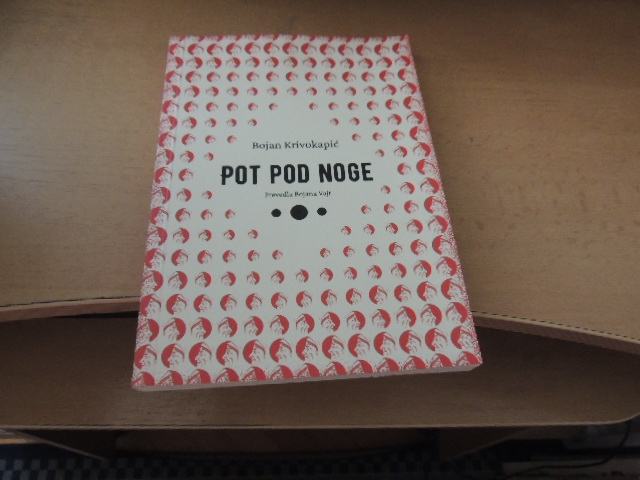 Bojan Krivokapić
POT POD NOGE
Prevedla Bojana Vajt